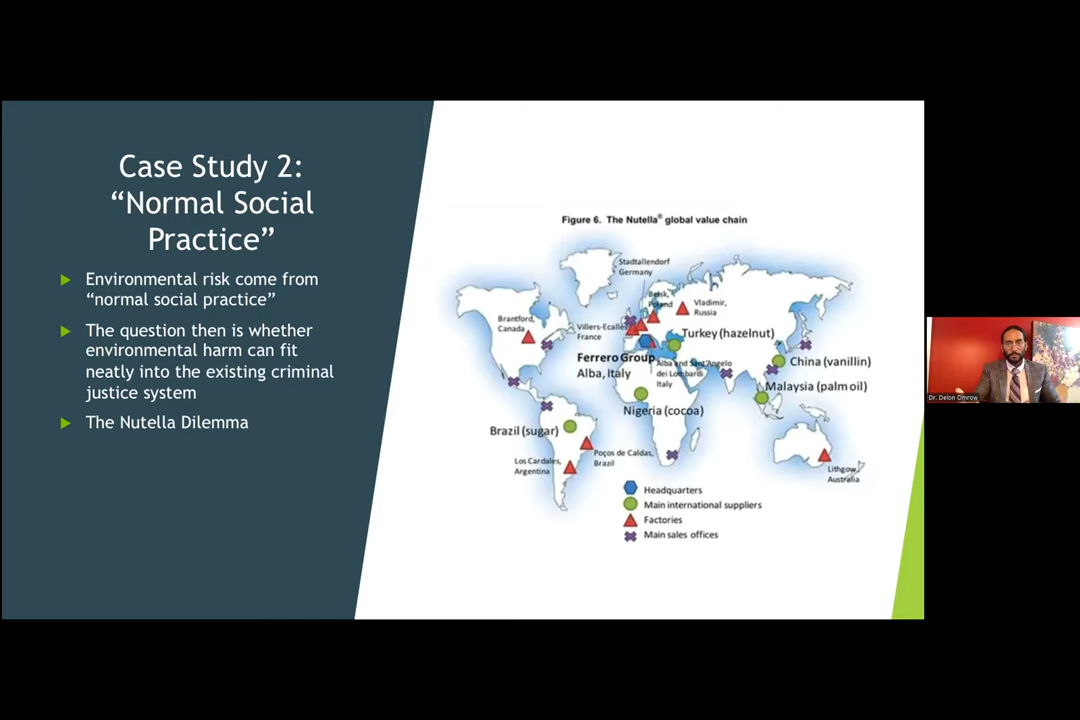 Case Study 2:
“Normal Social
Practice”
Environmental risk come from
“normal social practice”
The question then is whether
environmental harm can fit
neatly into the existing criminal
justice system
The Nutella Dilemma
Figure 6. The Nutella® global value chain
Stadtallendorf
Germany
Belsk,
Poland
Vladimir,
Russia
Brantford,
Canada
Villers-Ecalles
France
Turkey (hazelnut)
Ferrero Group
Alba, Italy
Alba and Sant'Angelo
dei Lombardi
Italy
China (vanillin)
Malaysia (palm oil)
Nigeria (cocoa)
Brazil (sugar)
Poços de Caldas,
Brazil
Los Cardales,
Argentina
Lithgow,
Australia
Headquarters
Main international suppliers
Factories
Main sales offices
Dr. Delon Omrow